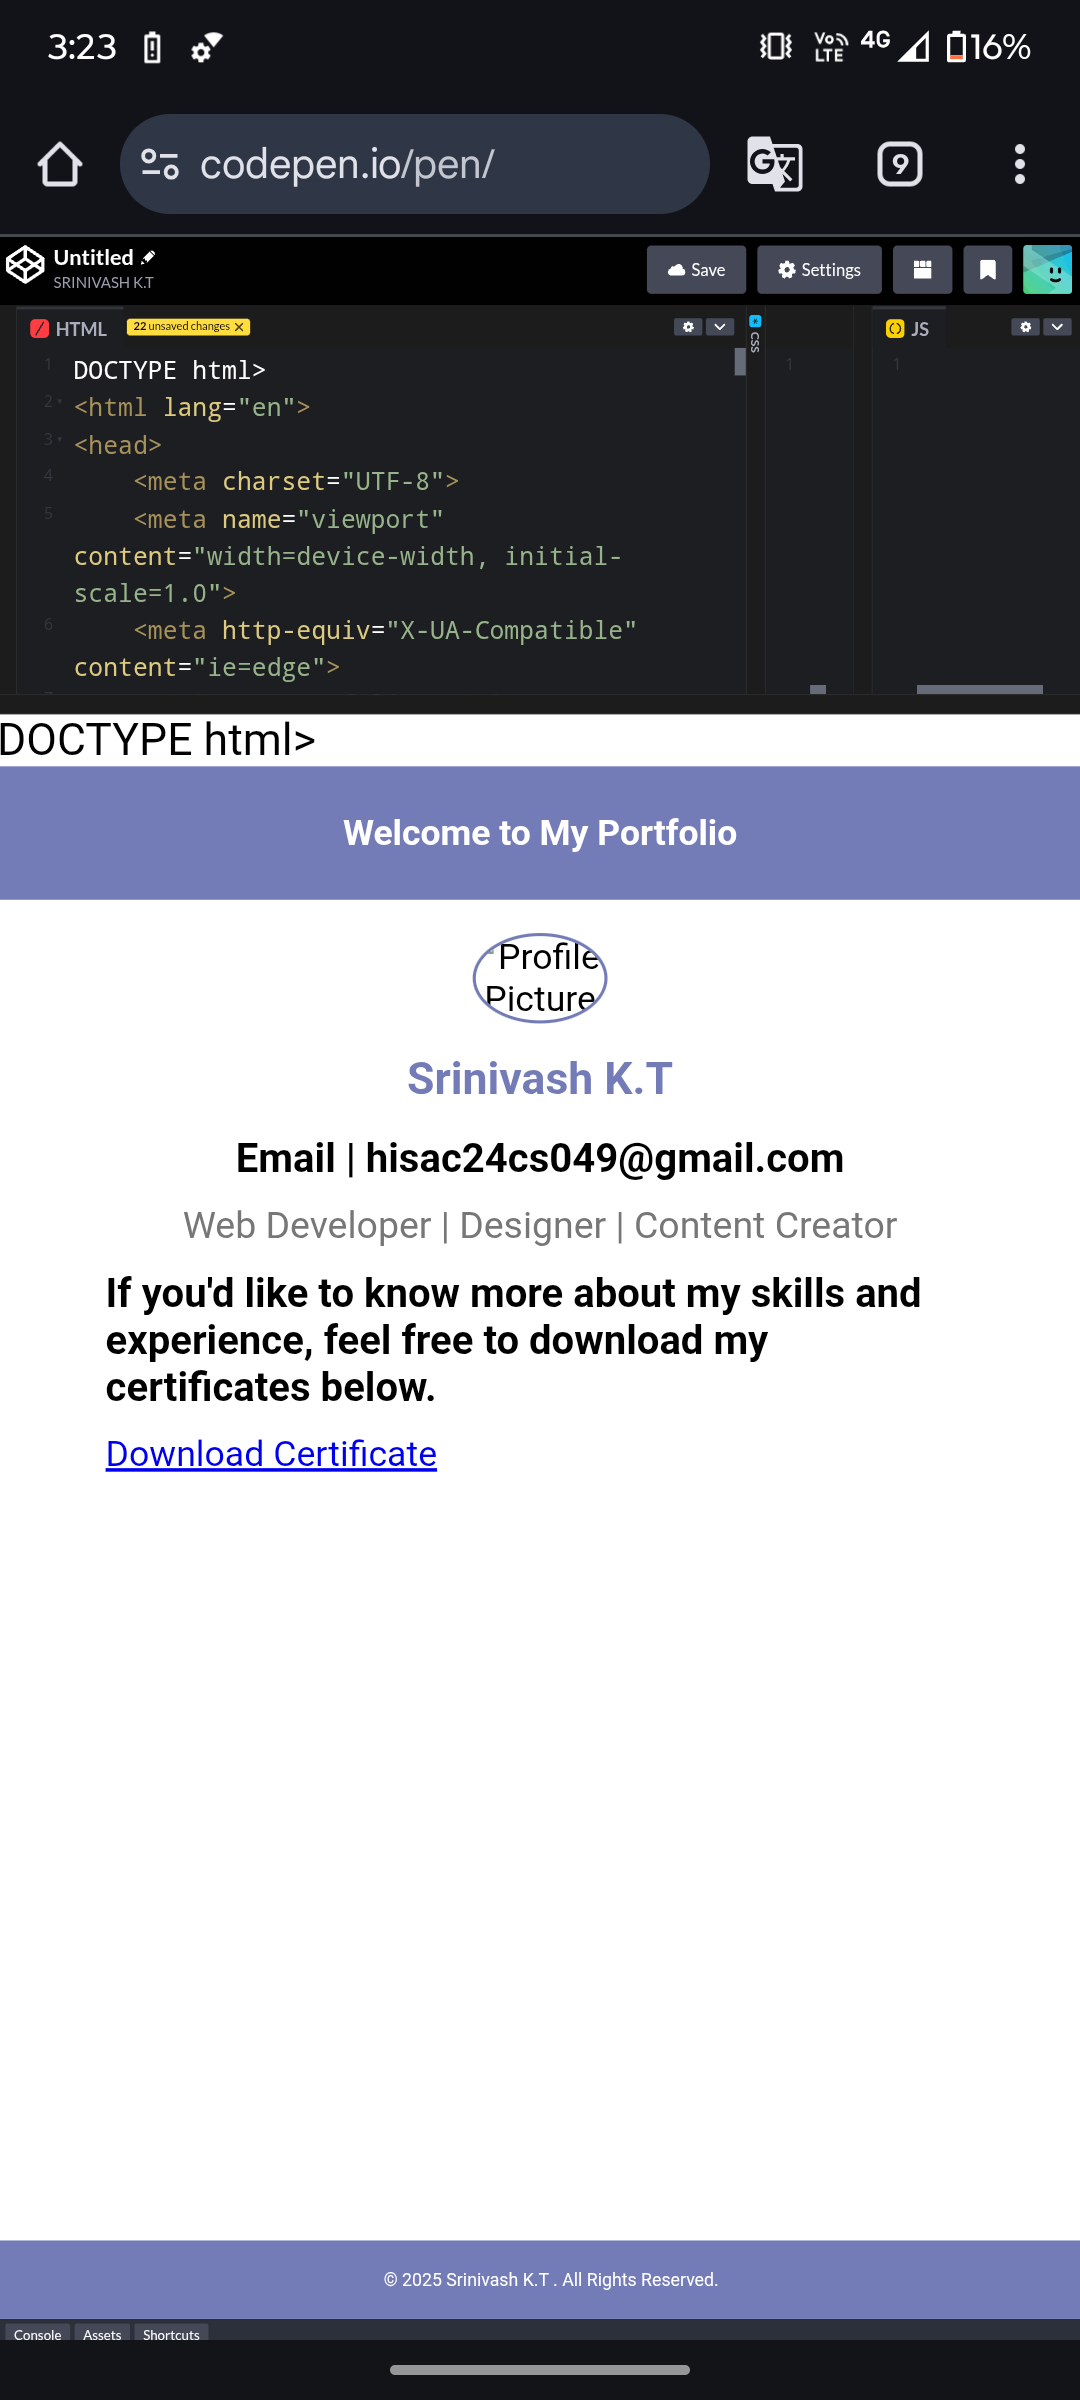 3:23
VoLTE 4G 16%
codepen.io/pen/
9
Untitled
SRINIVASH K.T
Save
Settings
HTML
22 unsaved changes ×
CSS
JS
1 DOCTYPE html>
2 <html lang="en">
3 <head>
4 <meta charset="UTF-8">
5 <meta name="viewport"
content="width=device-width, initial-
scale=1.0">
6 <meta http-equiv="X-UA-Compatible"
content="ie=edge">
1
1
DOCTYPE html>
Welcome to My Portfolio
Profile
Picture
Srinivash K.T
Email | hisac24cs049@gmail.com
Web Developer | Designer | Content Creator
If you'd like to know more about my skills and
experience, feel free to download my
certificates below.
Download Certificate
© 2025 Srinivash K.T . All Rights Reserved.
Console Assets Shortcuts